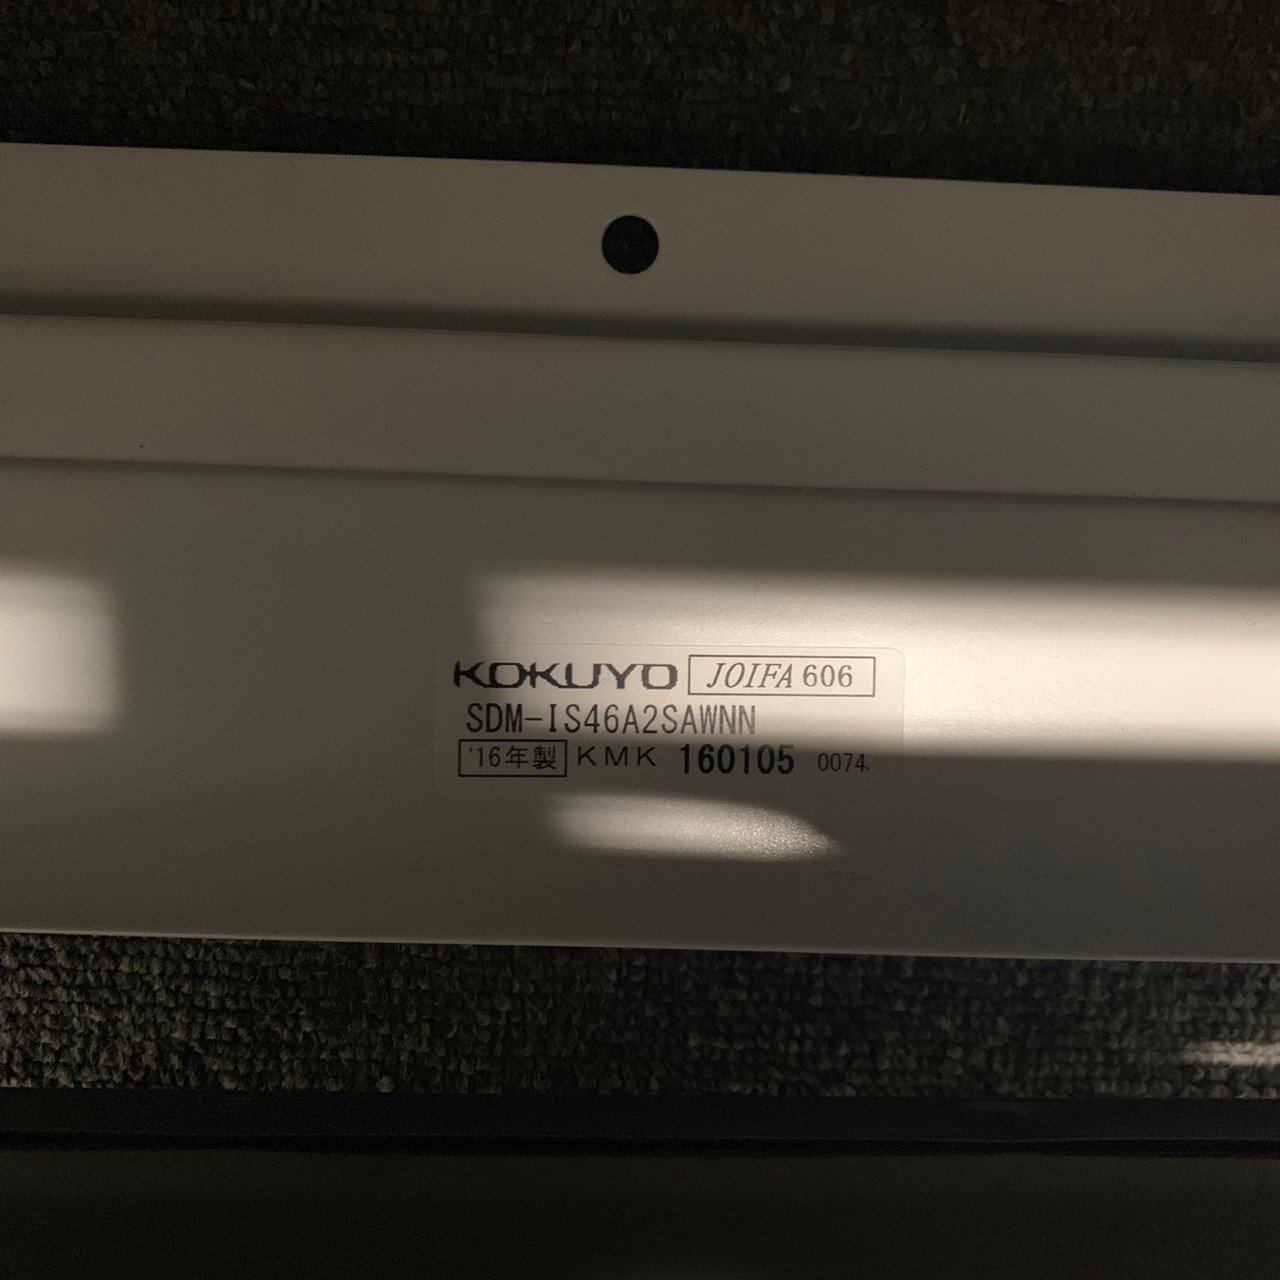 KOKUYO JOIFA 606
SDM-IS46A2SAWNN
'16年製 KMK 160105 0074